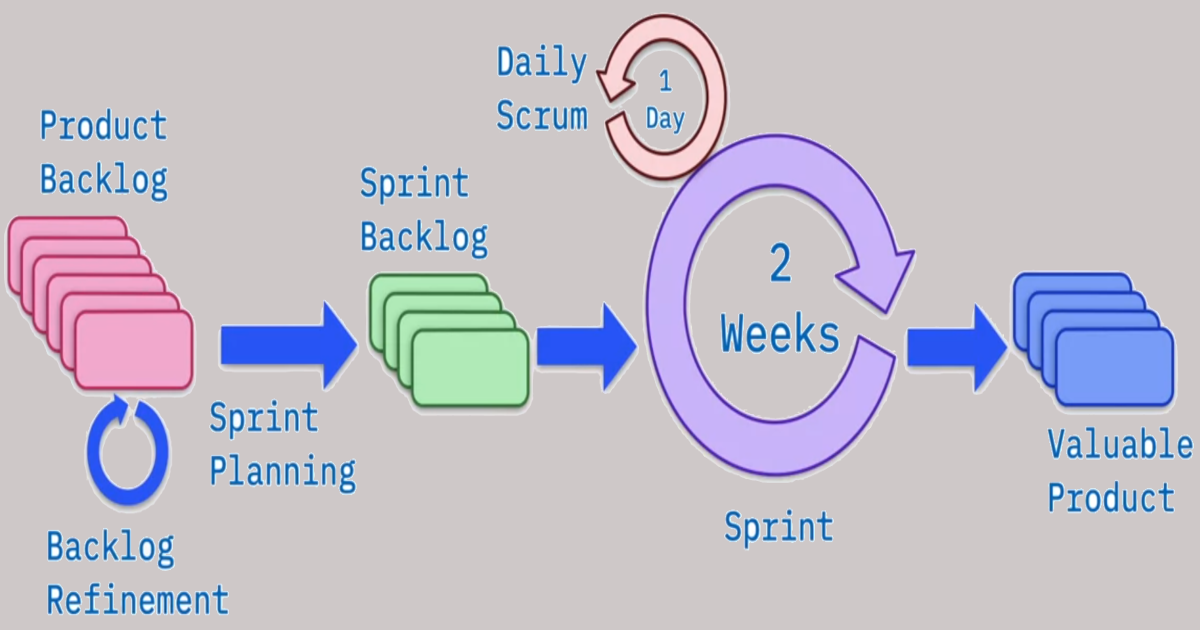 Product
Backlog
Backlog
Refinement
Sprint
Planning
Sprint
Backlog
Daily
Scrum
1
Day
2
Weeks
Sprint
Valuable
Product